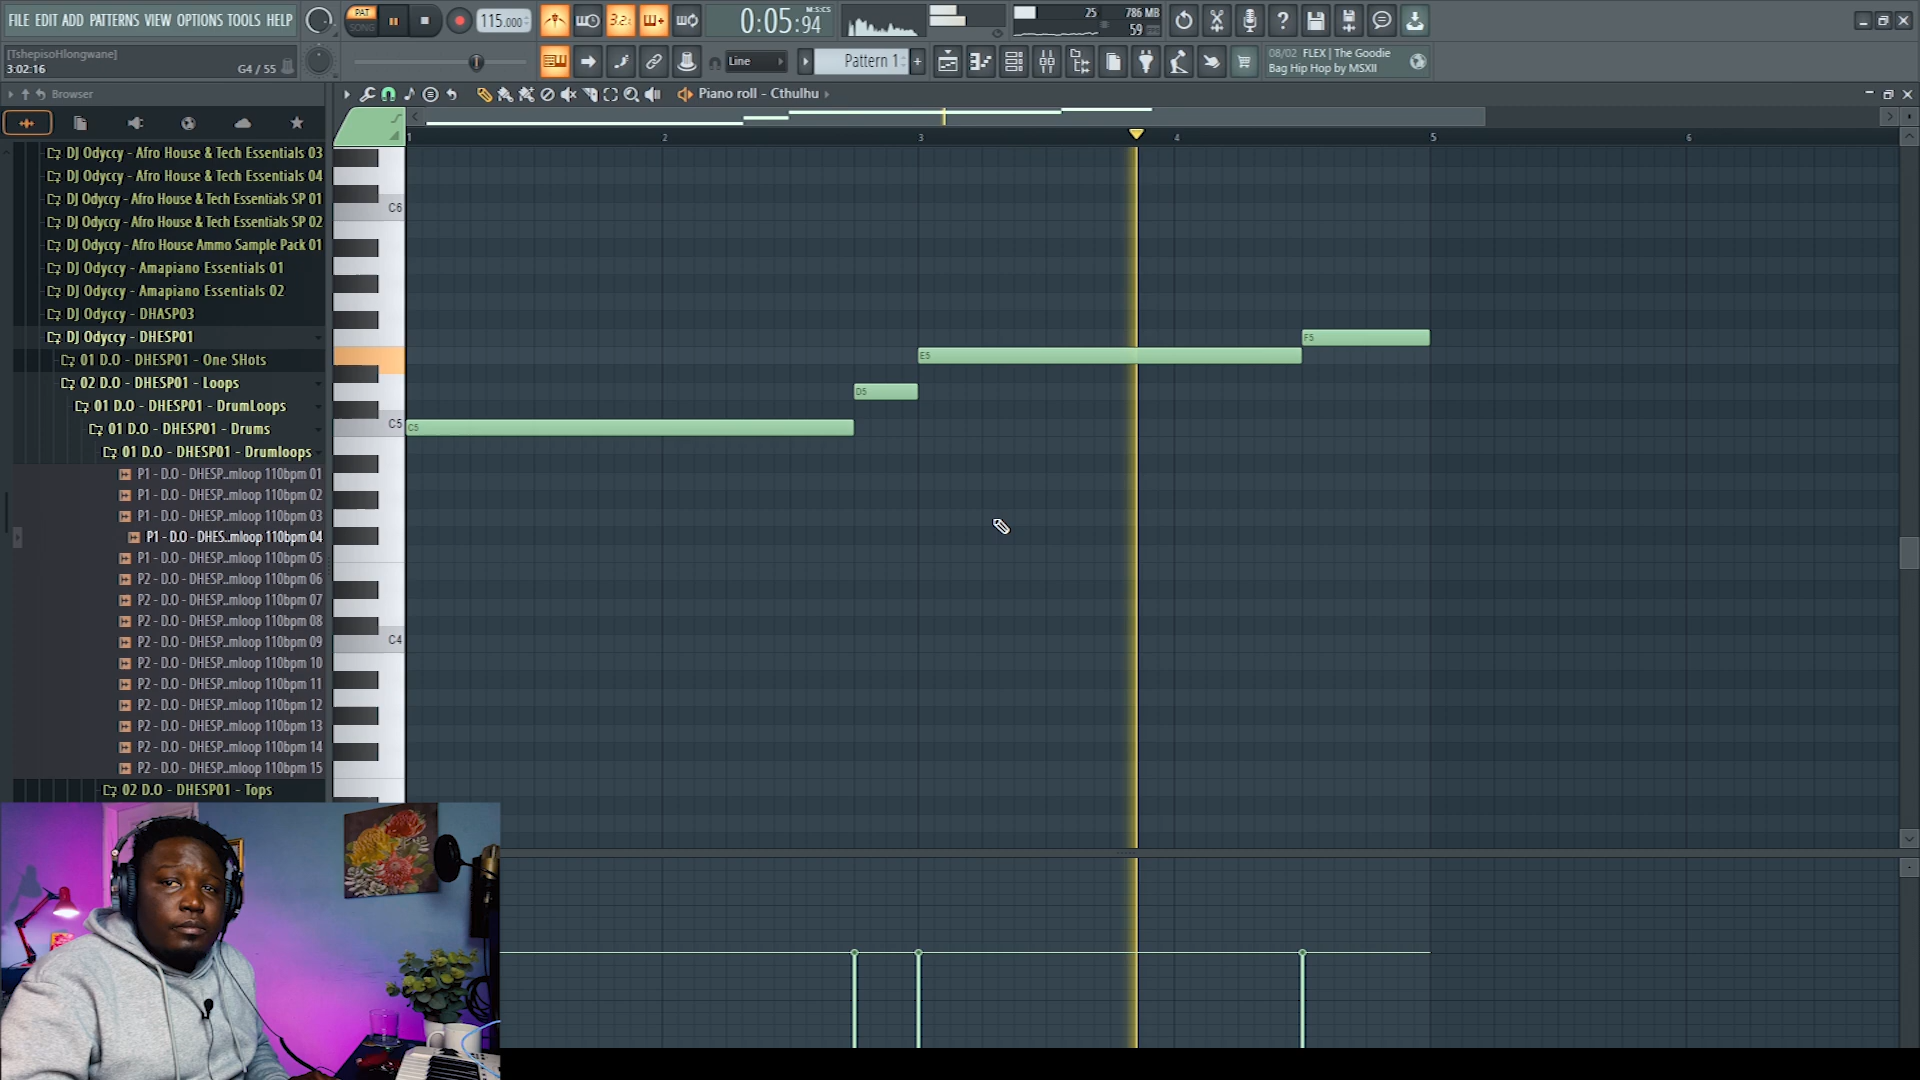 FILE EDIT ADD PATTERNS VIEW OPTIONS TOOLS HELP
PAT
SONG
115.000
3.2.
0:05:94
M:S:CS
25
786 MB
59
[TshepisoHlongwane]
3:02:16
G4 / 55
Line
Pattern 1
08/02 FLEX | The Goodie
Bag Hip Hop by MSXII
Browser
Piano roll - Cthulhu
1 2 3 4 5 6
DJ Odyccy - Afro House & Tech Essentials 03
DJ Odyccy - Afro House & Tech Essentials 04
DJ Odyccy - Afro House & Tech Essentials SP 01
DJ Odyccy - Afro House & Tech Essentials SP 02
DJ Odyccy - Afro House Ammo Sample Pack 01
DJ Odyccy - Amapiano Essentials 01
DJ Odyccy - Amapiano Essentials 02
DJ Odyccy - DHASP03
DJ Odyccy - DHESP01
01 D.O - DHESP01 - One SHots
02 D.O - DHESP01 - Loops
01 D.O - DHESP01 - DrumLoops
01 D.O - DHESP01 - Drums
01 D.O - DHESP01 - Drumloops
P1 - D.O - DHESP..mloop 110bpm 01
P1 - D.O - DHESP..mloop 110bpm 02
P1 - D.O - DHESP..mloop 110bpm 03
P1 - D.O - DHES..mloop 110bpm 04
P1 - D.O - DHESP..mloop 110bpm 05
P2 - D.O - DHESP..mloop 110bpm 06
P2 - D.O - DHESP..mloop 110bpm 07
P2 - D.O - DHESP..mloop 110bpm 08
P2 - D.O - DHESP..mloop 110bpm 09
P2 - D.O - DHESP..mloop 110bpm 10
P2 - D.O - DHESP..mloop 110bpm 11
P2 - D.O - DHESP..mloop 110bpm 12
P2 - D.O - DHESP..mloop 110bpm 13
P2 - D.O - DHESP..mloop 110bpm 14
P2 - D.O - DHESP..mloop 110bpm 15
02 D.O - DHESP01 - Tops
C6
F5
E5
D5
C5
C5
C4